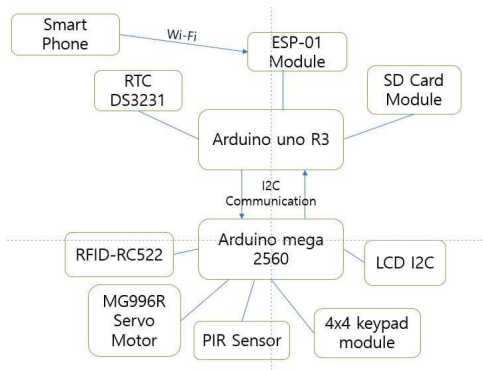 Smart
Phone
Wi-Fi
ESP-01
Module
RTC
DS3231
SD Card
Module
Arduino uno R3
I2C
Communication
Arduino mega
2560
RFID-RC522
LCD I2C
MG996R
Servo
Motor
PIR Sensor
4x4 keypad
module